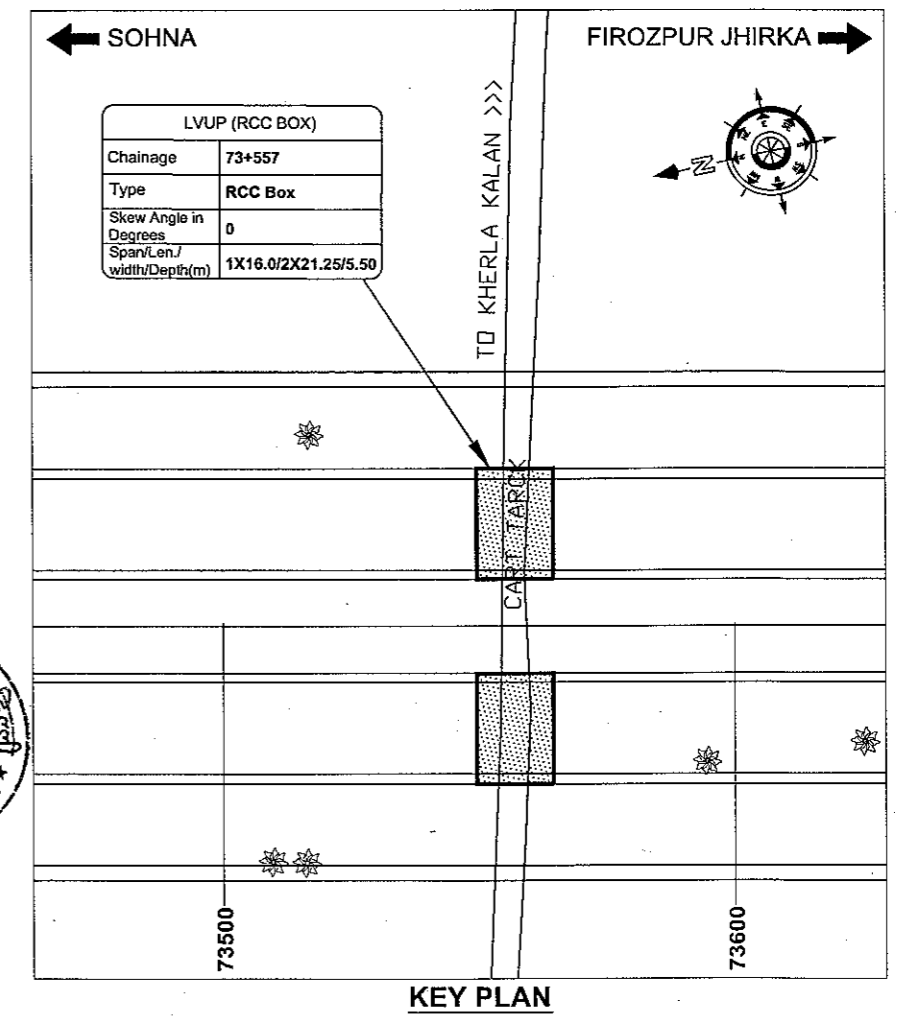 SOHNA
FIROZPUR JHIRKA
LVUP (RCC BOX)
Chainage 73+557
Type RCC Box
Skew Angle in
Degrees 0
Span/Len./
width/Depth(m) 1X16.0/2X21.25/5.50
TO KHERLA KALAN >>>
N
CART TARCK
73500
73600
KEY PLAN